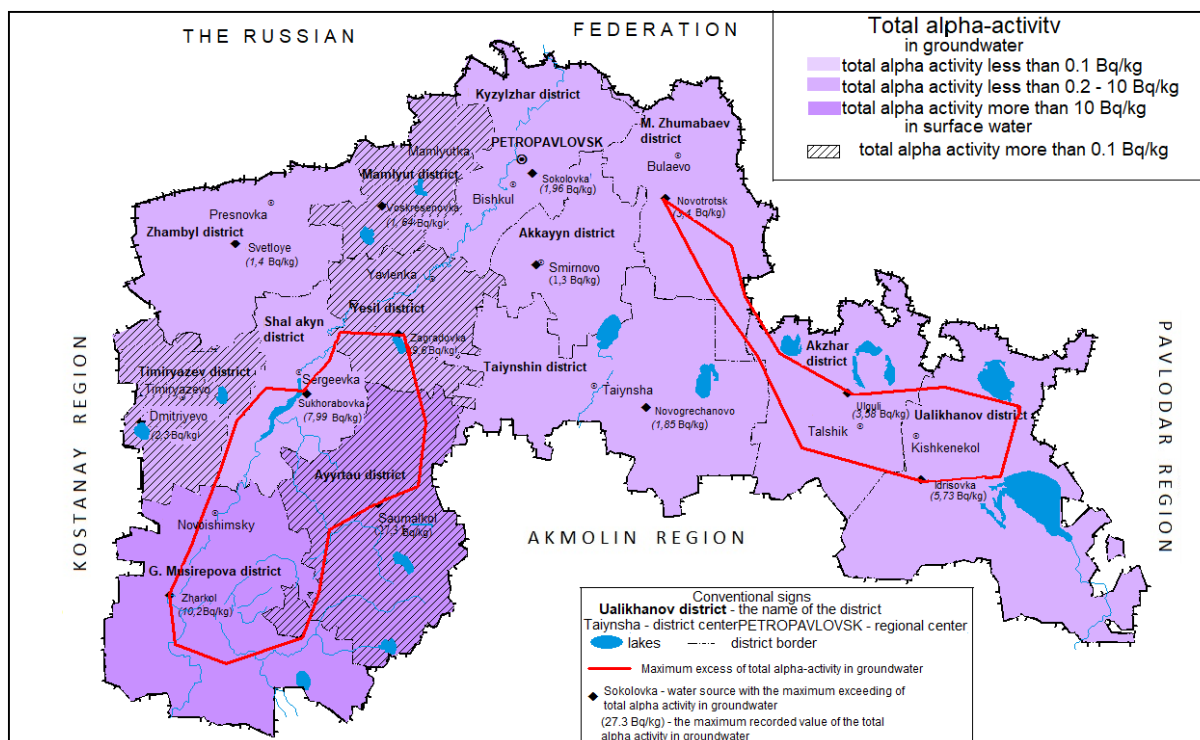 THE RUSSIAN FEDERATION
Total alpha-activity
in groundwater
total alpha activity less than 0.1 Bq/kg
total alpha activity less than 0.2 - 10 Bq/kg
total alpha activity more than 10 Bq/kg
in surface water
total alpha activity more than 0.1 Bq/kg
Kyzylzhar district
M. Zhumabaev
district
Mamlyutka
PETROPAVLOVSK
Bulaevo
Mamlyut district
Sokolovka
(1,96 Bq/kg)
Bishkul
Presnovka
Voskresenovka
(1, 64 Bq/kg)
Novotrotsk
(3,4 Bq/kg)
Zhambyl district
Svetloye
(1,4 Bq/kg)
Akkayyn district
Smirnovo
(1,3 Bq/kg)
Yavlenka
Yesil district
Shal akyn
district
Zagradovka
(9,6 Bq/kg)
Akzhar
district
Timiryazev district
Timiryazevo
Sergeevka
Taiynshin district
Taiynsha
Dmitriyevo
(2,3 Bq/kg)
Sukhorabovka
(7,99 Bq/kg)
Novogrechanovo
(1,85 Bq/kg)
Ulguli
(3,58 Bq/kg)
Ualikhanov district
Talshik
Kishkenekol
Ayyrtau district
Idrisovka
(5,73 Bq/kg)
Novoishimsky
Saumalkol
(27,3 Bq/kg)
G. Musirepova district
Zharkol
(10,2Bq/kg)
KOSTANAY REGION
AKMOLIN REGION
PAVLODAR REGION
Conventional signs
Ualikhanov district - the name of the district
Taiynsha - district center PETROPAVLOVSK - regional center
lakes district border
Maximum excess of total alpha-activity in groundwater
Sokolovka - water source with the maximum exceeding of
total alpha activity in groundwater
(27.3 Bq/kg) - the maximum recorded value of the total
alpha activity in groundwater